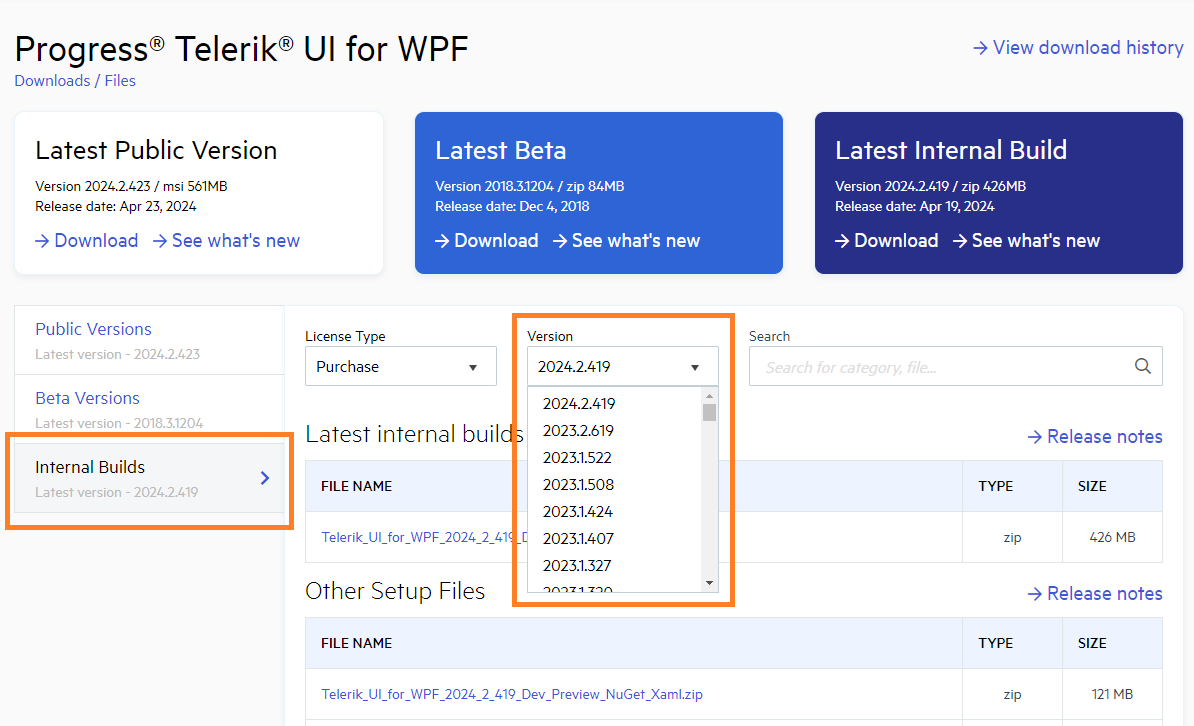 Progress® Telerik® UI for WPF
→ View download history
Downloads / Files
Latest Public Version
Version 2024.2.423 / msi 561MB
Release date: Apr 23, 2024
→ Download → See what's new
Latest Beta
Version 2018.3.1204 / zip 84MB
Release date: Dec 4, 2018
→ Download → See what's new
Latest Internal Build
Version 2024.2.419 / zip 426MB
Release date: Apr 19, 2024
→ Download → See what's new
Public Versions
Latest version - 2024.2.423
Beta Versions
Latest version - 2018.3.1204
Internal Builds
Latest version - 2024.2.419
License Type
Purchase
Version
2024.2.419
2024.2.419
2023.2.619
2023.1.522
2023.1.508
2023.1.424
2023.1.407
2023.1.327
Search
Search for category, file...
Latest internal builds
→ Release notes
FILE NAME TYPE SIZE
Telerik_UI_for_WPF_2024_2_419_D zip 426 MB
Other Setup Files
→ Release notes
FILE NAME TYPE SIZE
Telerik_UI_for_WPF_2024_2_419_Dev_Preview_NuGet_Xaml.zip zip 121 MB